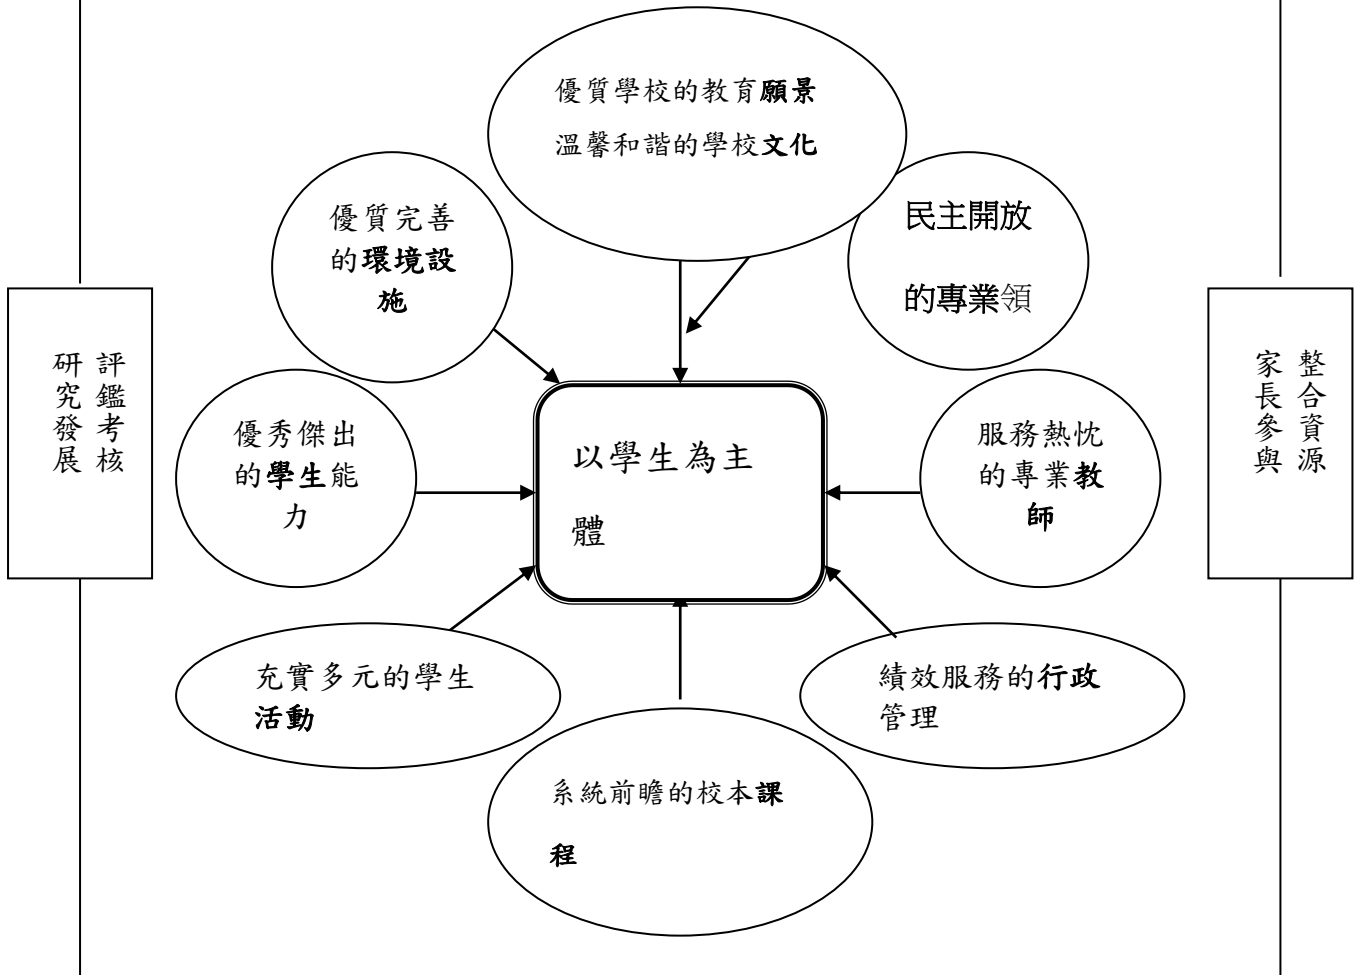 優質學校的教育願景
溫馨和諧的學校文化
優質完善
的環境設
施
民主開放
的專業領
評鑑考核
研究發展
優秀傑出
的學生能
力
以學生為主
體
服務熱忱
的專業教
師
整合資源
家長參與
充實多元的學生
活動
績效服務的行政
管理
系統前瞻的校本課
程